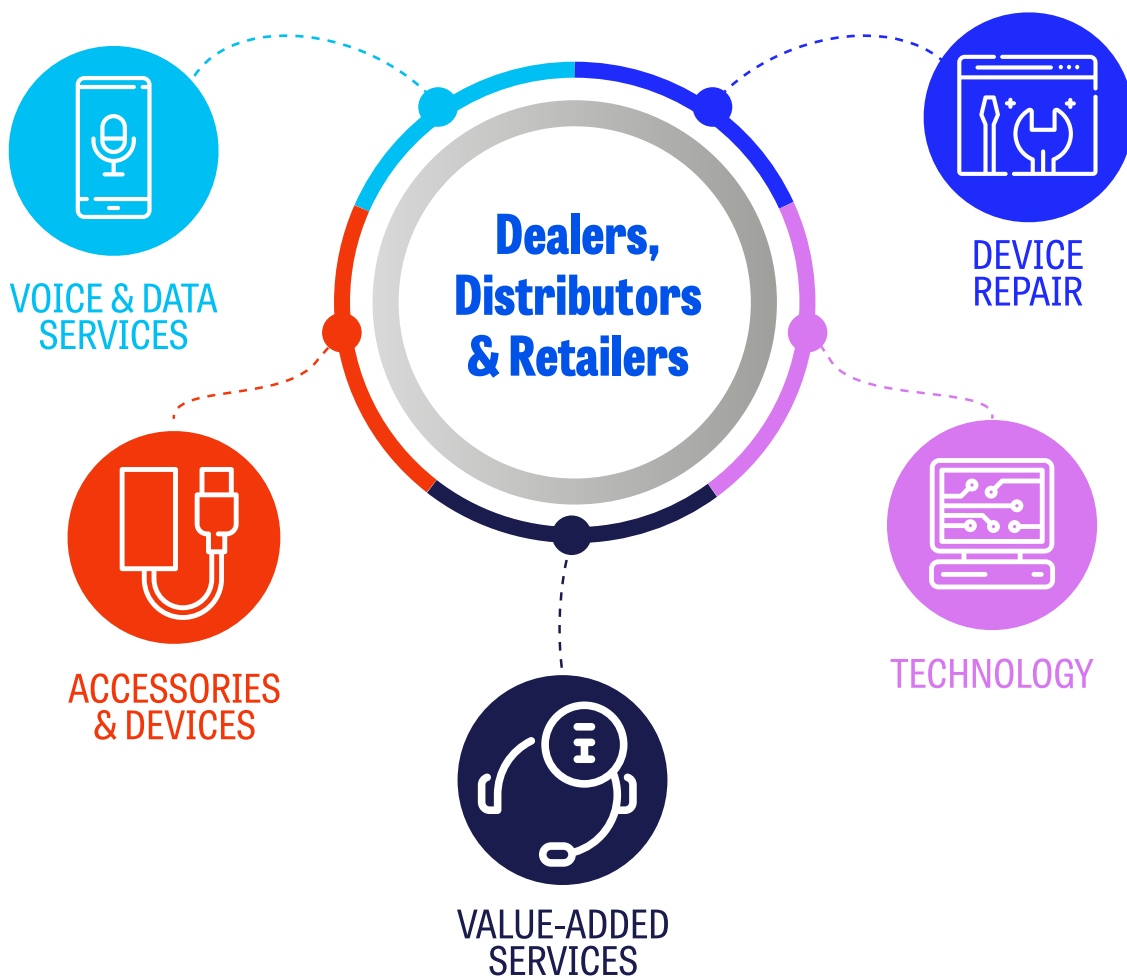 Dealers,
Distributors
& Retailers
VOICE & DATA
SERVICES
DEVICE
REPAIR
ACCESSORIES
& DEVICES
TECHNOLOGY
VALUE-ADDED
SERVICES